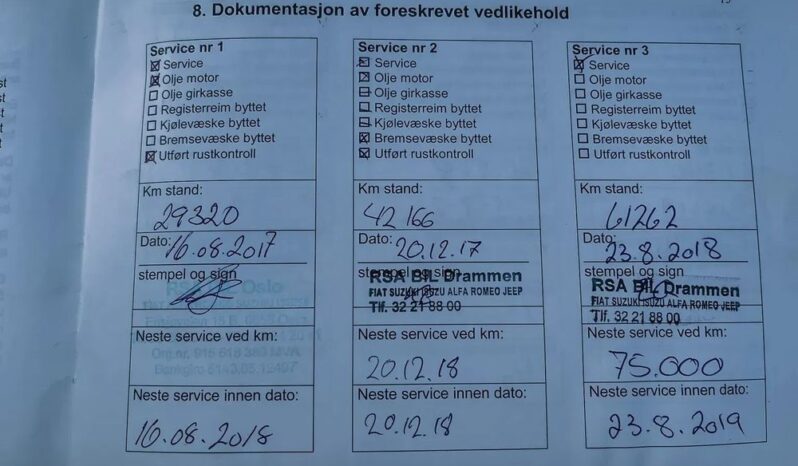 8. Dokumentasjon av foreskrevet vedlikehold
Service nr 1
Service
Olje motor
Olje girkasse
Registerreim byttet
Kjølevæske byttet
Bremsevæske byttet
Utført rustkontroll
Km stand:
29320
Dato:
16.08.2017
stempel og sign
RSA Oslo
Neste service ved km:
Neste service innen dato:
16.08.2018
Service nr 2
Service
Olje motor
Olje girkasse
Registerreim byttet
Kjølevæske byttet
Bremsevæske byttet
Utført rustkontroll
Km stand:
42 166
Dato:
20.12.17
stempel og sign
RSA BIL Drammen
FIAT SUZUKI ISUZU ALFA ROMEO JEEP
Tlf. 32 21 88 00
Neste service ved km:
20.12.18
Neste service innen dato:
20.12.18
Service nr 3
Service
Olje motor
Olje girkasse
Registerreim byttet
Kjølevæske byttet
Bremsevæske byttet
Utført rustkontroll
Km stand:
61262
Dato:
23.8.2018
stempel og sign
RSA BIL Drammen
FIAT SUZUKI ISUZU ALFA ROMEO JEEP
Tlf. 32 21 88 00
Neste service ved km:
75.000
Neste service innen dato:
23.8.2019